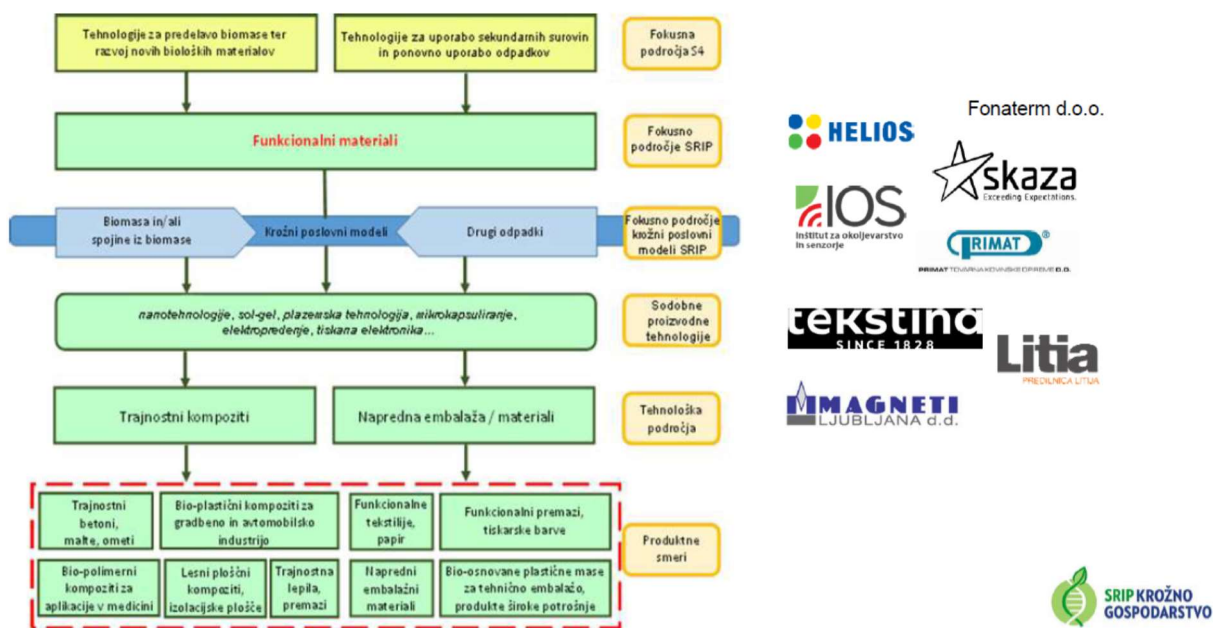 Tehnologije za predelavo biomase ter
razvoj novih bioloških materialov
Tehnologije za uporabo sekundarnih surovin
in ponovno uporabo odpadkov
Fokusna
področja S4
Funkcionalni materiali
Fokusno
področje SRIP
Biomasa in/ali
spojine iz biomase
Krožni poslovni modeli
Drugi odpadki
Fokusno področje
krožni poslovni
modeli SRIP
nanotehnologije, sol-gel, plazemska tehnologija, mikrokapsuliranje,
elektropredenje, tiskana elektronika...
Sodobne
proizvodne
tehnologije
Trajnostni kompoziti
Napredna embalaža / materiali
Tehnološka
področja
Trajnostni
betoni,
malte, ometi
Bio-plastični kompoziti za
gradbeno in avtomobilsko
industrijo
Funkcionalne
tekstilije,
papir
Funkcionalni premazi,
tiskarske barve
Produktne
smeri
Bio-polimerni
kompoziti za
aplikacije v medicini
Lesni ploščni
kompoziti,
izolacijske plošče
Trajnostna
lepila,
premazi
Napredni
embalažni
materiali
Bio-osnovane plastične mase
za tehnično embalažo,
produkte široke potrošnje
Fonaterm d.o.o.
HELIOS
skaza
Exceeding Expectations.
IOS
Inštitut za okoljevarstvo
in senzorje
PRIMAT®
PRIMAT TOVARNA KOVINSKE OPREME D.D.
tekstina
SINCE 1828
Litia
PREDILNICA LITIJA
MAGNETI
LJUBLJANA d.d.
SRIP KROŽNO
GOSPODARSTVO